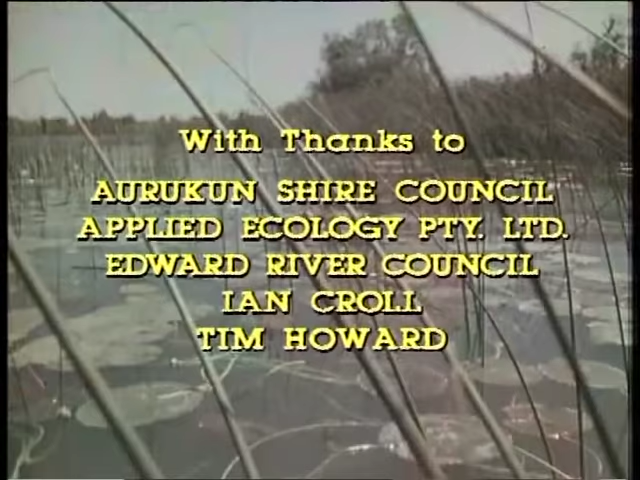 With Thanks to
AURUKUN SHIRE COUNCIL
APPLIED ECOLOGY PTY. LTD.
EDWARD RIVER COUNCIL
IAN CROLL
TIM HOWARD